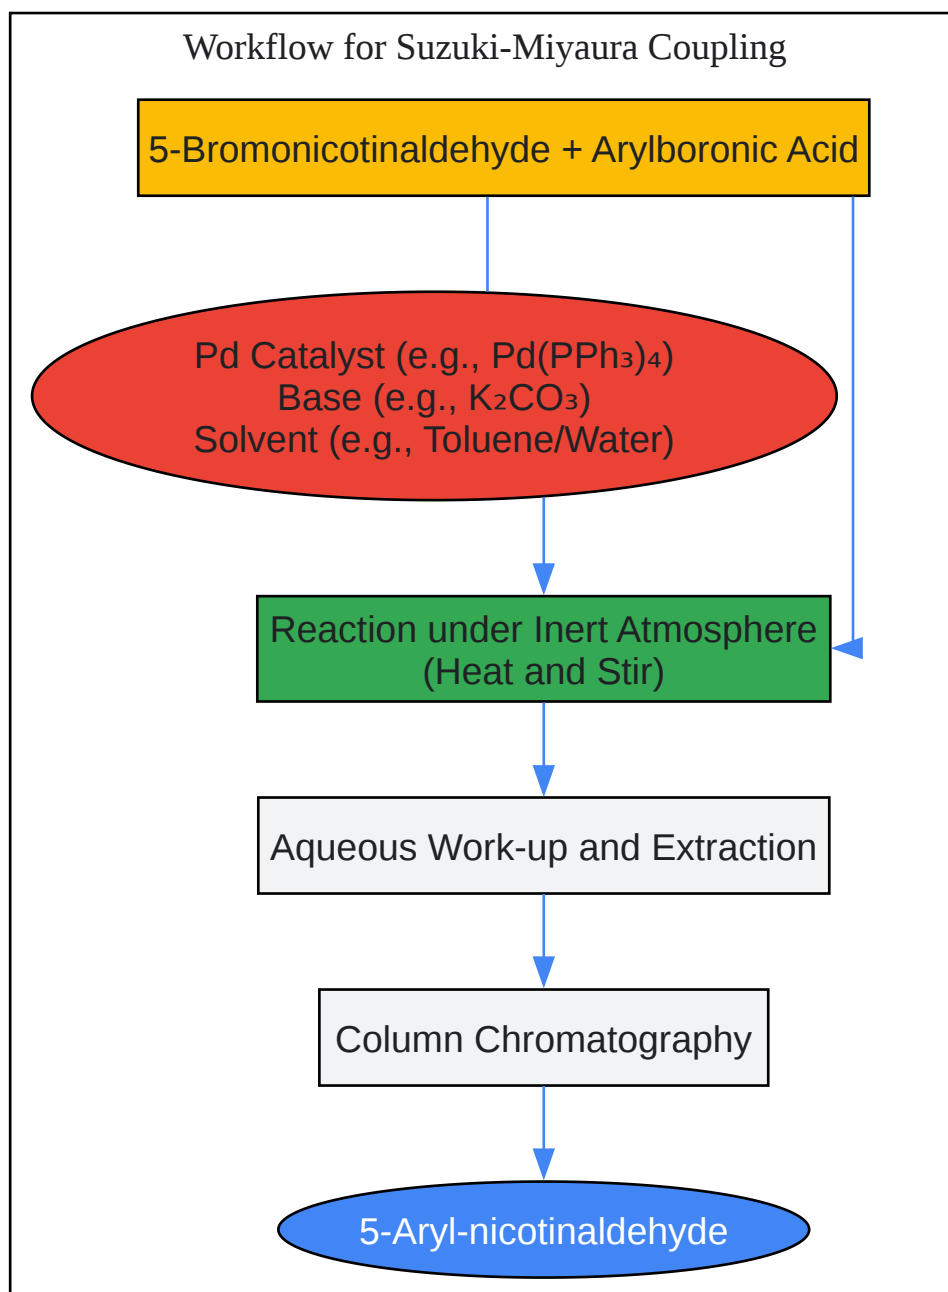 Workflow for Suzuki-Miyaura Coupling
5-Bromonicotinaldehyde + Arylboronic Acid
Pd Catalyst (e.g., Pd(PPh₃)₄)
Base (e.g., K₂CO₃)
Solvent (e.g., Toluene/Water)
Reaction under Inert Atmosphere
(Heat and Stir)
Aqueous Work-up and Extraction
Column Chromatography
5-Aryl-nicotinaldehyde